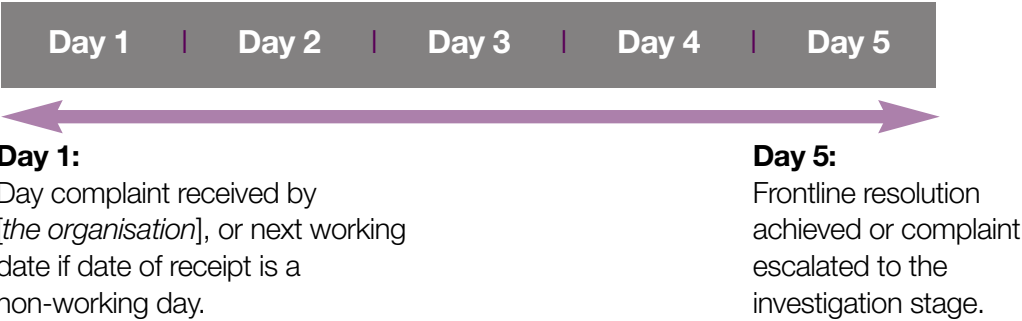 Day 1 | Day 2 | Day 3 | Day 4 | Day 5
Day 1:
Day complaint received by
[the organisation], or next working
date if date of receipt is a
non-working day.
Day 5:
Frontline resolution
achieved or complaint
escalated to the
investigation stage.